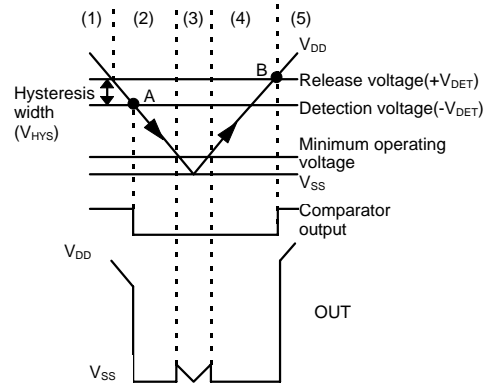 (1) (2) (3) (4) (5)
VDD
B
Release voltage(+VDET)
A
Detection voltage(-VDET)
Hysteresis
width
(VHYS)
Minimum operating
voltage
VSS
Comparator
output
VDD
OUT
VSS